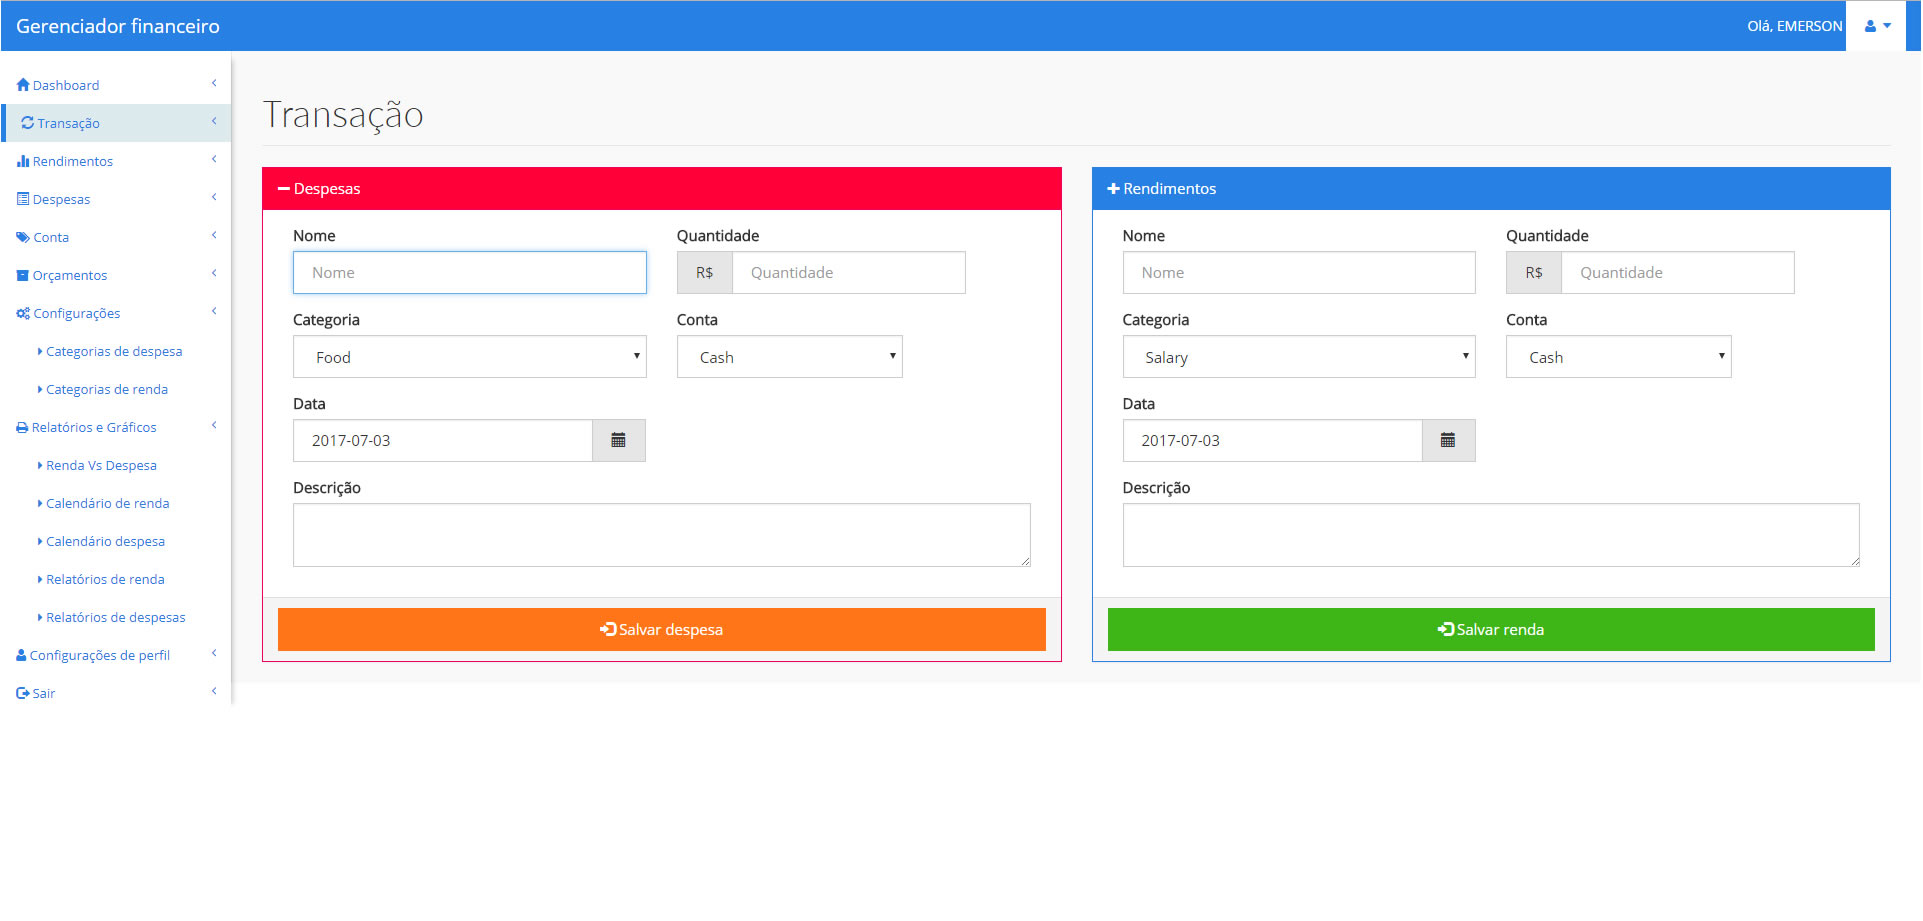 Gerenciador financeiro
Olá, EMERSON
Dashboard
Transação
Rendimentos
Despesas
Conta
Orçamentos
Configurações
Categorias de despesa
Categorias de renda
Relatórios e Gráficos
Renda Vs Despesa
Calendário de renda
Calendário despesa
Relatórios de renda
Relatórios de despesas
Configurações de perfil
Sair
Transação
Despesas
Nome
Quantidade
Nome
R$ Quantidade
Categoria
Conta
Food
Cash
Data
2017-07-03
Descrição
Salvar despesa
Rendimentos
Nome
Quantidade
Nome
R$ Quantidade
Categoria
Conta
Salary
Cash
Data
2017-07-03
Descrição
Salvar renda